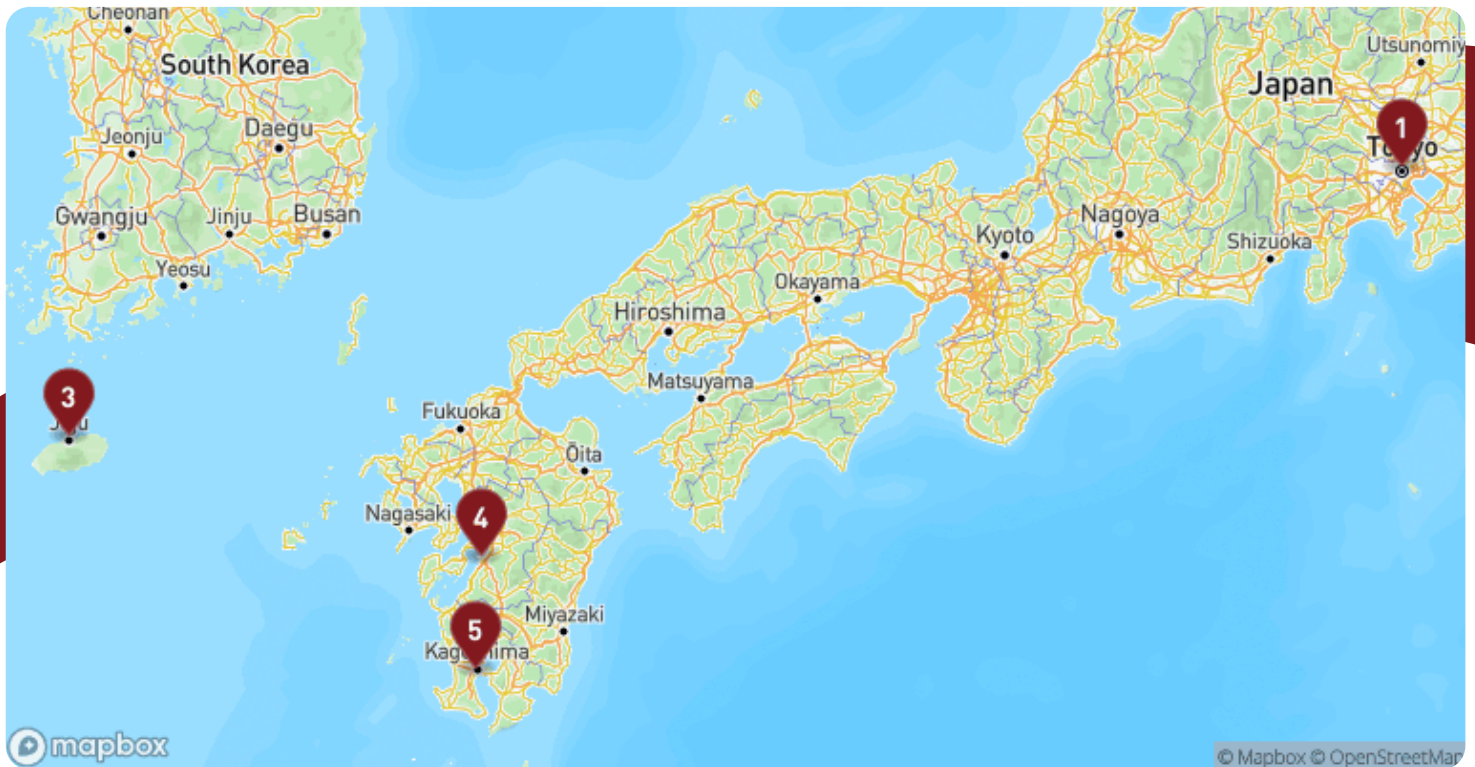 Cheonan
South Korea
Utsunomiy
Japan
1
Daegu
Jeonju
Gwangju
Jinju
Busan
Nagoya
Kyoto
Shizuoka
Yeosu
Okayama
Hiroshima
Matsuyama
3
Fukuoka
Ōita
Nagasaki
4
Miyazaki
5
mapbox
© Mapbox © OpenStreetMap